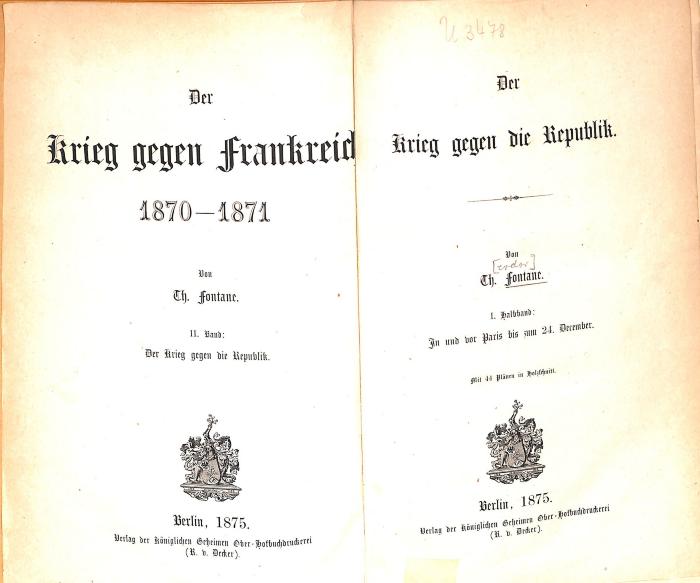 Der
Krieg gegen Frankreich
1870—1871
Von
Th. Fontane.
II. Band:
Der Krieg gegen die Republik.
Berlin, 1875.
Verlag der Königlichen Geheimen Ober-Hofbuchdruckerei
(R. v. Decker).
U 3478
Der
Krieg gegen die Republik.
Von
[eodor]
Th. Fontane.
I. Halbband:
In und vor Paris bis zum 24. December.
Mit 44 Plänen in Holzschnitt.
Berlin, 1875.
Verlag der Königlichen Geheimen Ober-Hofbuchdruckerei
(R. v. Decker).